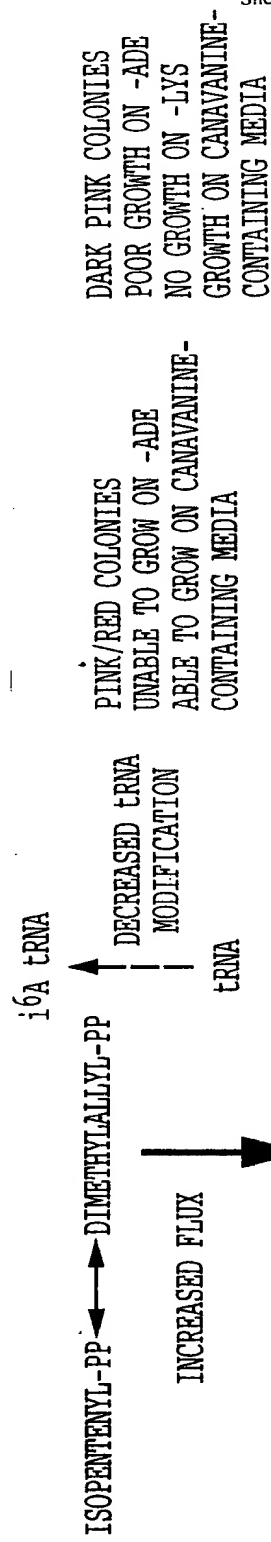 i6A tRNA
ISOPENTENYL-PP DIMETHYLALLYL-PP
DECREASED tRNA
MODIFICATION
tRNA
INCREASED FLUX
PINK/RED COLONIES
UNABLE TO GROW ON -ADE
ABLE TO GROW ON CANAVANINE-
CONTAINING MEDIA
DARK PINK COLONIES
POOR GROWTH ON -ADE
NO GROWTH ON -LYS
GROWTH ON CANAVANINE-
CONTAINING MEDIA